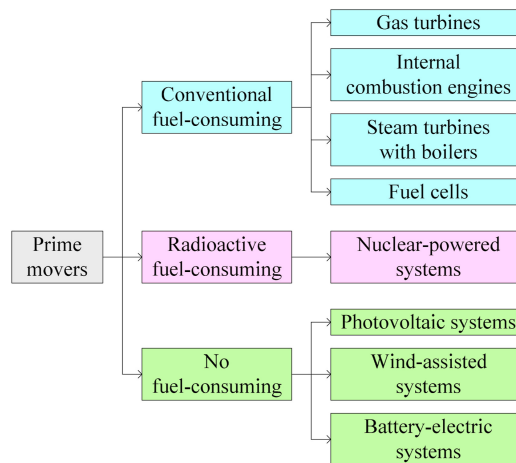 Gas turbines
Internal
combustion engines
Conventional
fuel-consuming
Steam turbines
with boilers
Fuel cells
Prime
movers
Radioactive
fuel-consuming
Nuclear-powered
systems
Photovoltaic systems
No
fuel-consuming
Wind-assisted
systems
Battery-electric
systems